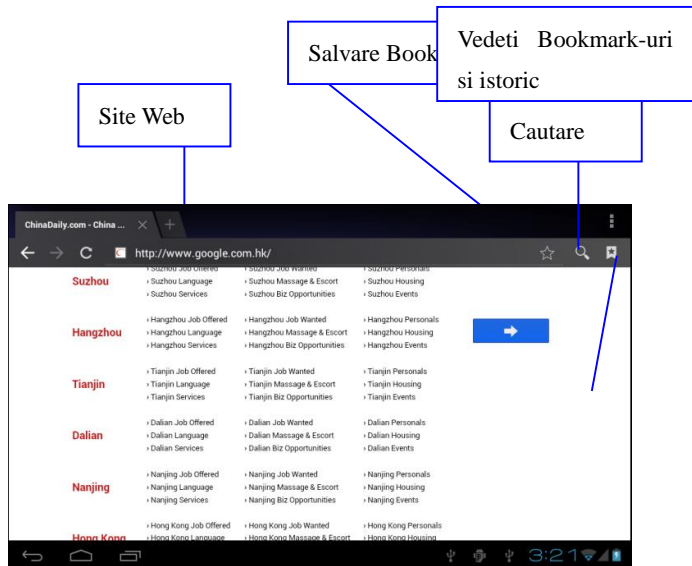 Vedeti Bookmark-uri
si istoric
Salvare Book
Site Web
Cautare
ChinaDaily.com - China ...
http://www.google.com.hk/
› Suzhou Job Offered › Suzhou Job Wanted › Suzhou Personals
Suzhou › Suzhou Language › Suzhou Massage & Escort › Suzhou Housing
› Suzhou Services › Suzhou Biz Opportunities › Suzhou Events
› Hangzhou Job Offered › Hangzhou Job Wanted › Hangzhou Personals
Hangzhou › Hangzhou Language › Hangzhou Massage & Escort › Hangzhou Housing
› Hangzhou Services › Hangzhou Biz Opportunities › Hangzhou Events
› Tianjin Job Offered › Tianjin Job Wanted › Tianjin Personals
Tianjin › Tianjin Language › Tianjin Massage & Escort › Tianjin Housing
› Tianjin Services › Tianjin Biz Opportunities › Tianjin Events
› Dalian Job Offered › Dalian Job Wanted › Dalian Personals
Dalian › Dalian Language › Dalian Massage & Escort › Dalian Housing
› Dalian Services › Dalian Biz Opportunities › Dalian Events
› Nanjing Job Offered › Nanjing Job Wanted › Nanjing Personals
Nanjing › Nanjing Language › Nanjing Massage & Escort › Nanjing Housing
› Nanjing Services › Nanjing Biz Opportunities › Nanjing Events
› Hong Kong Job Offered › Hong Kong Job Wanted › Hong Kong Personals
Hong Kong › Hong Kong Language › Hong Kong Massage & Escort › Hong Kong Housing
3:21